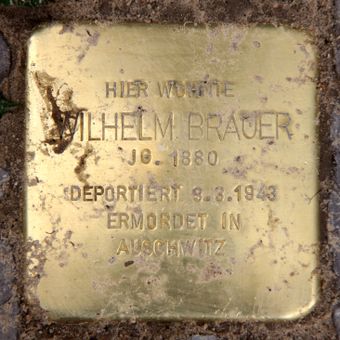 HIER WOHNTE
WILHELM BRAUER
JG. 1880
DEPORTIERT 3.3.1943
ERMORDET IN
AUSCHWITZ